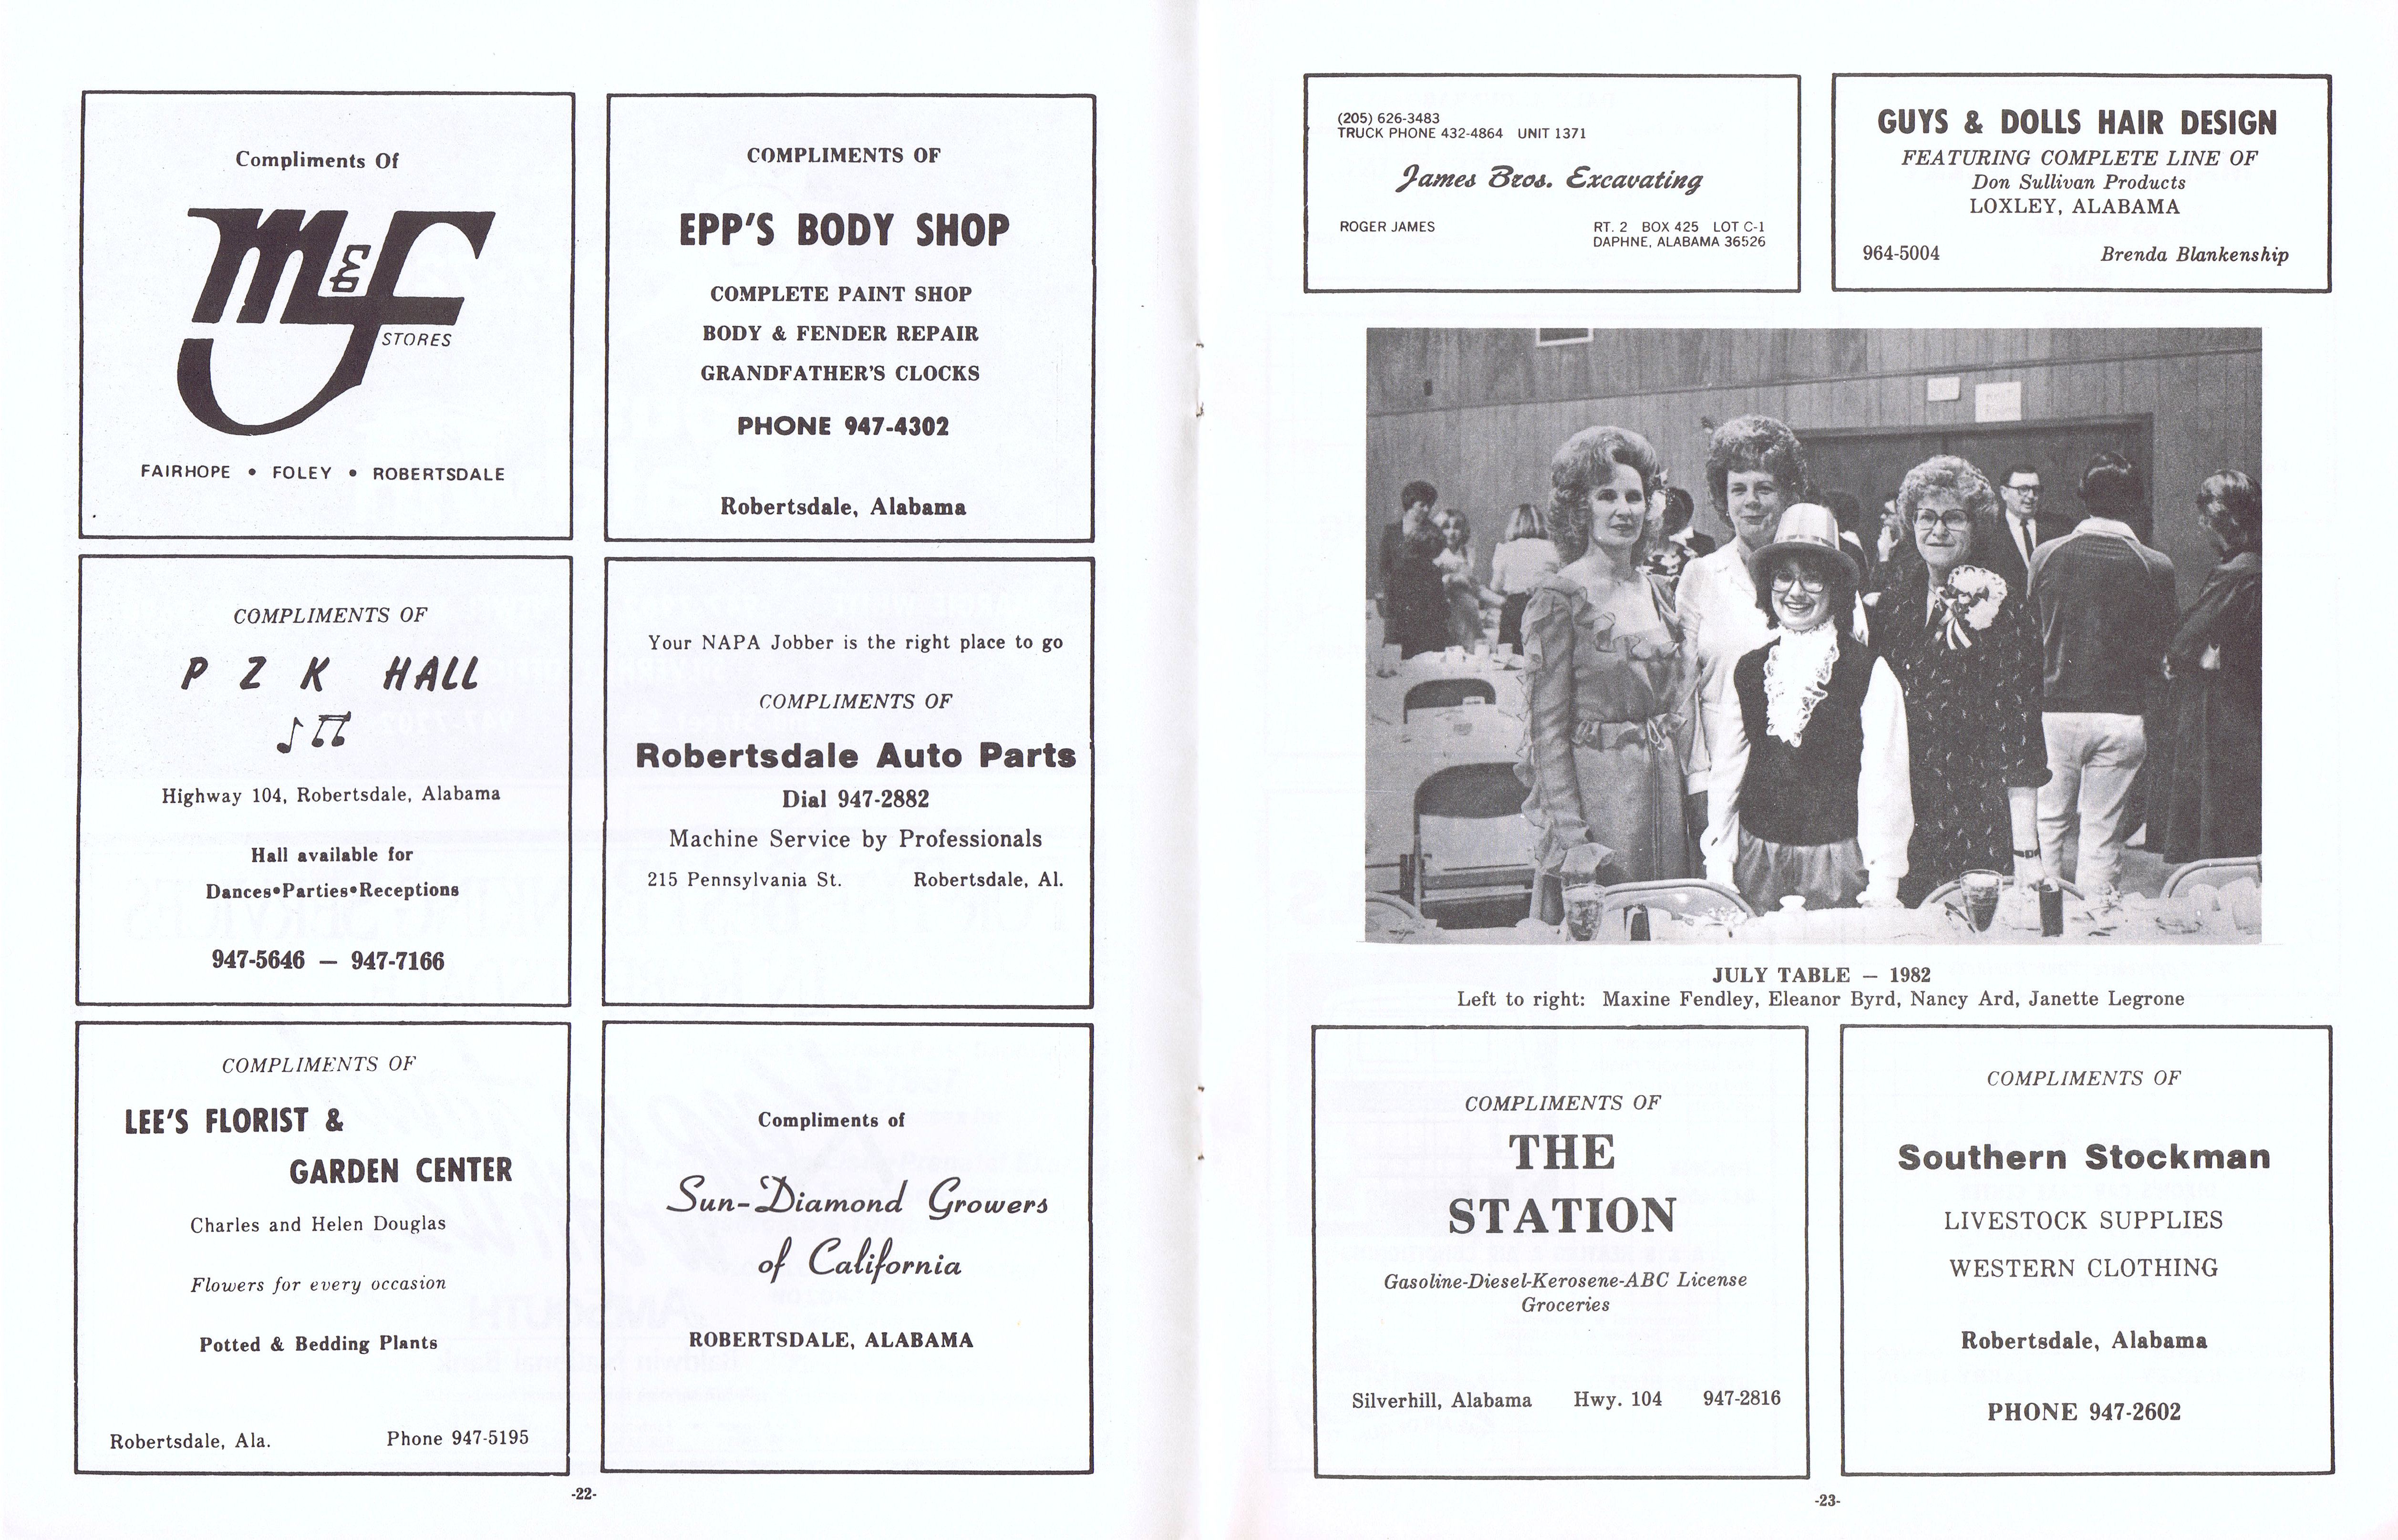 Compliments Of
M & F
STORES
FAIRHOPE • FOLEY • ROBERTSDALE
COMPLIMENTS OF
EPP'S BODY SHOP
COMPLETE PAINT SHOP
BODY & FENDER REPAIR
GRANDFATHER'S CLOCKS
PHONE 947-4302
Robertsdale, Alabama
COMPLIMENTS OF
P Z K HALL
Highway 104, Robertsdale, Alabama
Hall available for
Dances•Parties•Receptions
947-5646 — 947-7166
Your NAPA Jobber is the right place to go
COMPLIMENTS OF
Robertsdale Auto Parts
Dial 947-2882
Machine Service by Professionals
215 Pennsylvania St. Robertsdale, Al.
COMPLIMENTS OF
LEE'S FLORIST &
GARDEN CENTER
Charles and Helen Douglas
Flowers for every occasion
Potted & Bedding Plants
Robertsdale, Ala. Phone 947-5195
Compliments of
Sun-Diamond Growers
of California
ROBERTSDALE, ALABAMA
-22-
(205) 626-3483
TRUCK PHONE 432-4864 UNIT 1371
James Bros. Excavating
ROGER JAMES RT. 2 BOX 425 LOT C-1
DAPHNE, ALABAMA 36526
GUYS & DOLLS HAIR DESIGN
FEATURING COMPLETE LINE OF
Don Sullivan Products
LOXLEY, ALABAMA
964-5004 Brenda Blankenship
JULY TABLE — 1982
Left to right: Maxine Fendley, Eleanor Byrd, Nancy Ard, Janette Legrone
COMPLIMENTS OF
THE
STATION
Gasoline-Diesel-Kerosene-ABC License
Groceries
Silverhill, Alabama Hwy. 104 947-2816
COMPLIMENTS OF
Southern Stockman
LIVESTOCK SUPPLIES
WESTERN CLOTHING
Robertsdale, Alabama
PHONE 947-2602
-23-